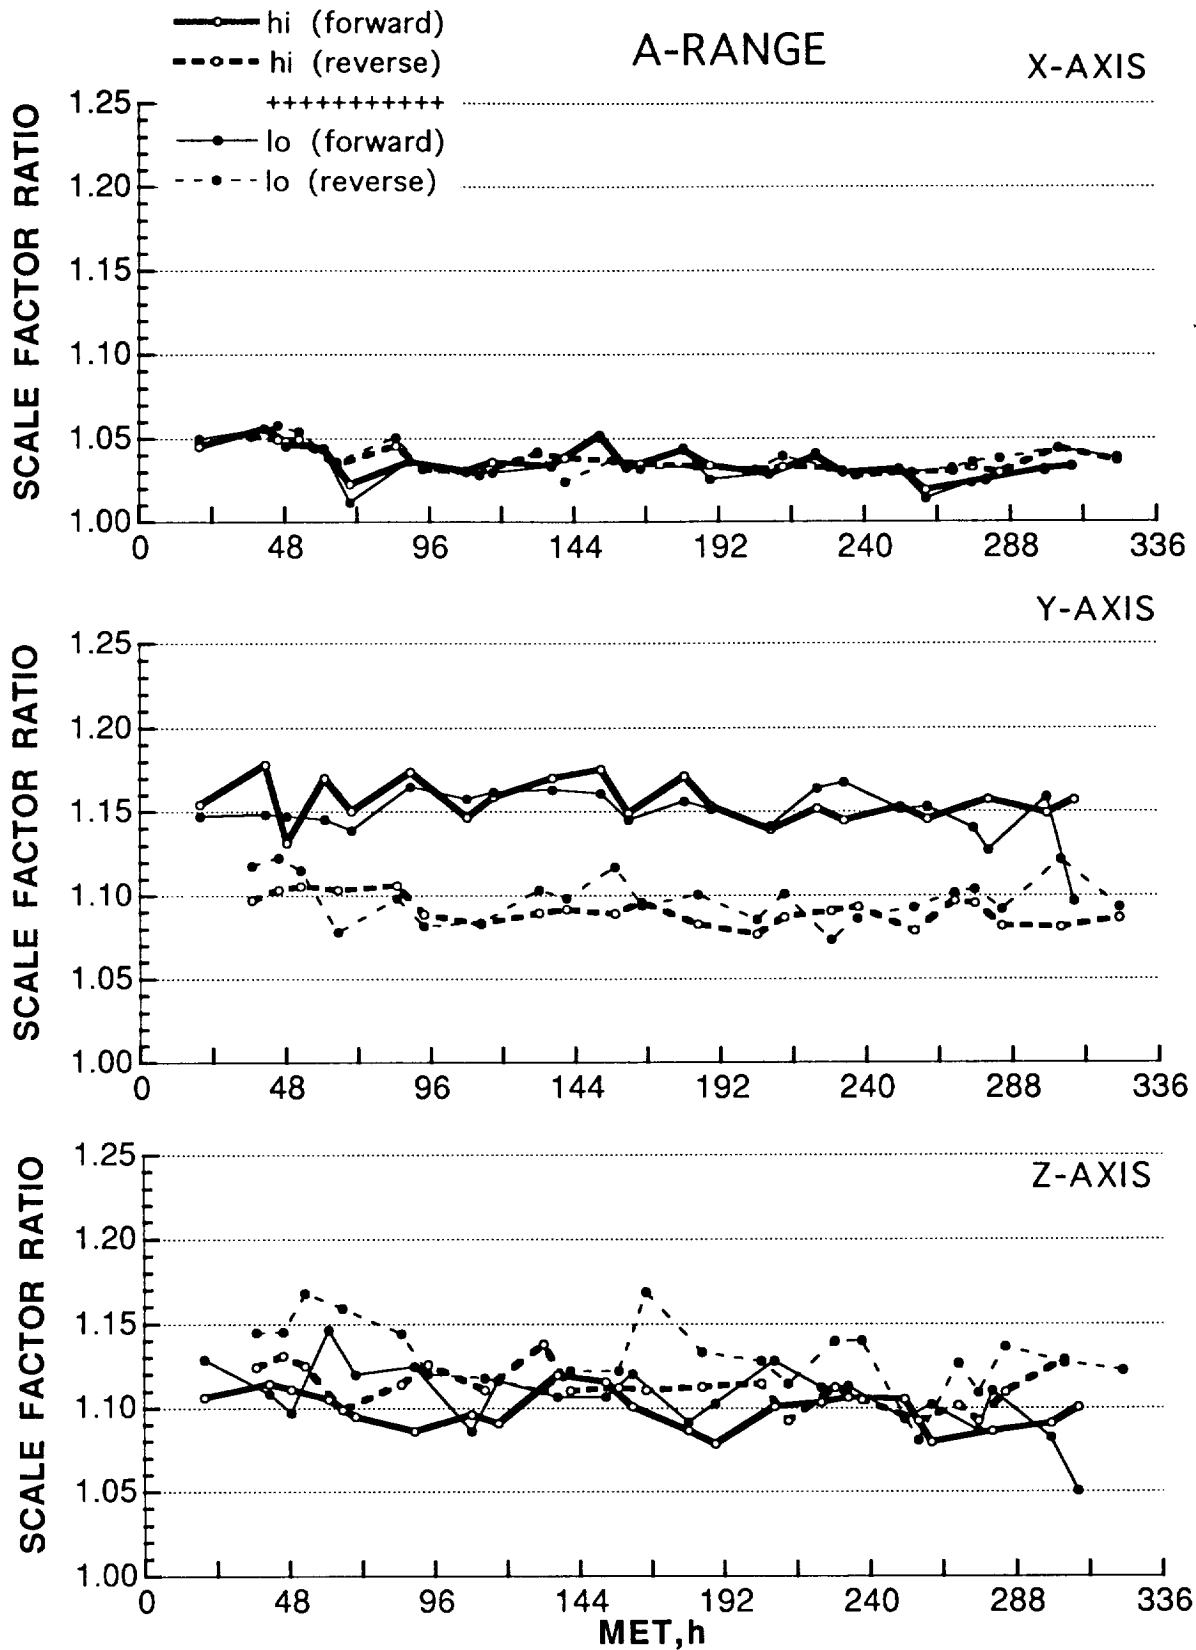 hi (forward)
hi (reverse)
+++++++++++
lo (forward)
lo (reverse)
A-RANGE
X-AXIS
SCALE FACTOR RATIO
1.25
1.20
1.15
1.10
1.05
1.00
0 48 96 144 192 240 288 336
Y-AXIS
SCALE FACTOR RATIO
1.25
1.20
1.15
1.10
1.05
1.00
0 48 96 144 192 240 288 336
Z-AXIS
SCALE FACTOR RATIO
1.25
1.20
1.15
1.10
1.05
1.00
0 48 96 144 192 240 288 336
MET,h